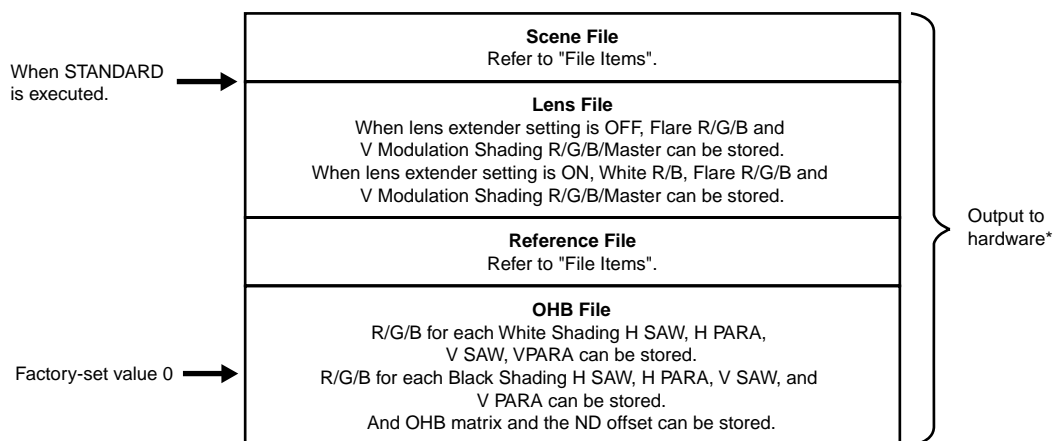 Scene File
Refer to "File Items".
When STANDARD
is executed.
Lens File
When lens extender setting is OFF, Flare R/G/B and
V Modulation Shading R/G/B/Master can be stored.
When lens extender setting is ON, White R/B, Flare R/G/B and
V Modulation Shading R/G/B/Master can be stored.
Output to
hardware*
Reference File
Refer to "File Items".
OHB File
R/G/B for each White Shading H SAW, H PARA,
V SAW, VPARA can be stored.
Factory-set value 0
R/G/B for each Black Shading H SAW, H PARA, V SAW, and
V PARA can be stored.
And OHB matrix and the ND offset can be stored.